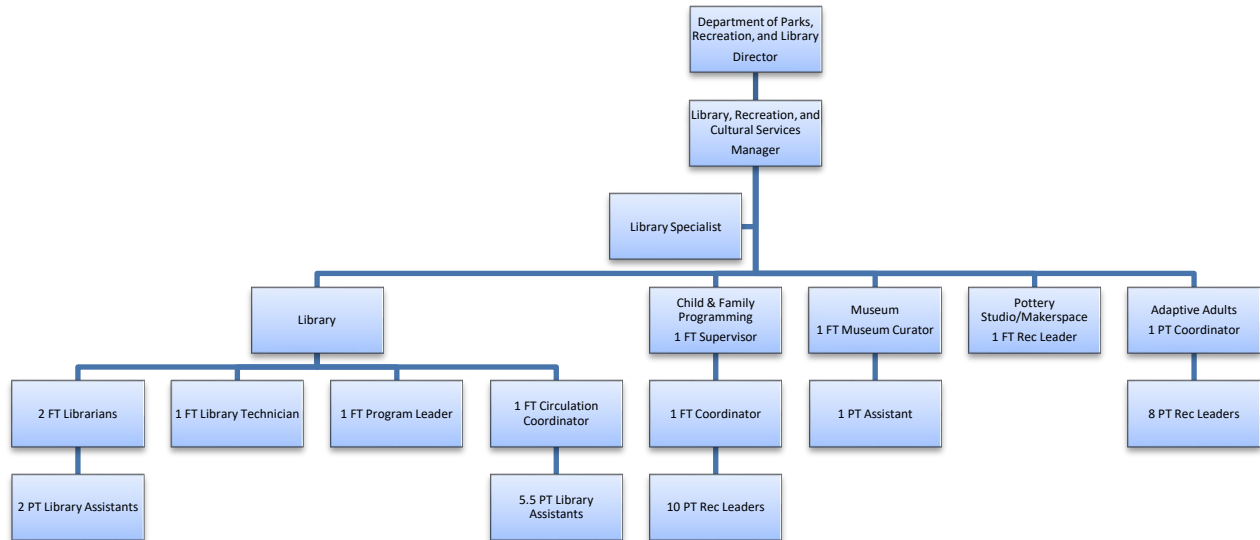 Department of Parks,
Recreation, and Library
Director
Library, Recreation, and
Cultural Services
Manager
Library Specialist
Library
Child & Family
Programming
1 FT Supervisor
Museum
1 FT Museum Curator
Pottery
Studio/Makerspace
1 FT Rec Leader
Adaptive Adults
1 PT Coordinator
2 FT Librarians
1 FT Library Technician
1 FT Program Leader
1 FT Circulation
Coordinator
1 FT Coordinator
1 PT Assistant
8 PT Rec Leaders
2 PT Library Assistants
5.5 PT Library
Assistants
10 PT Rec Leaders